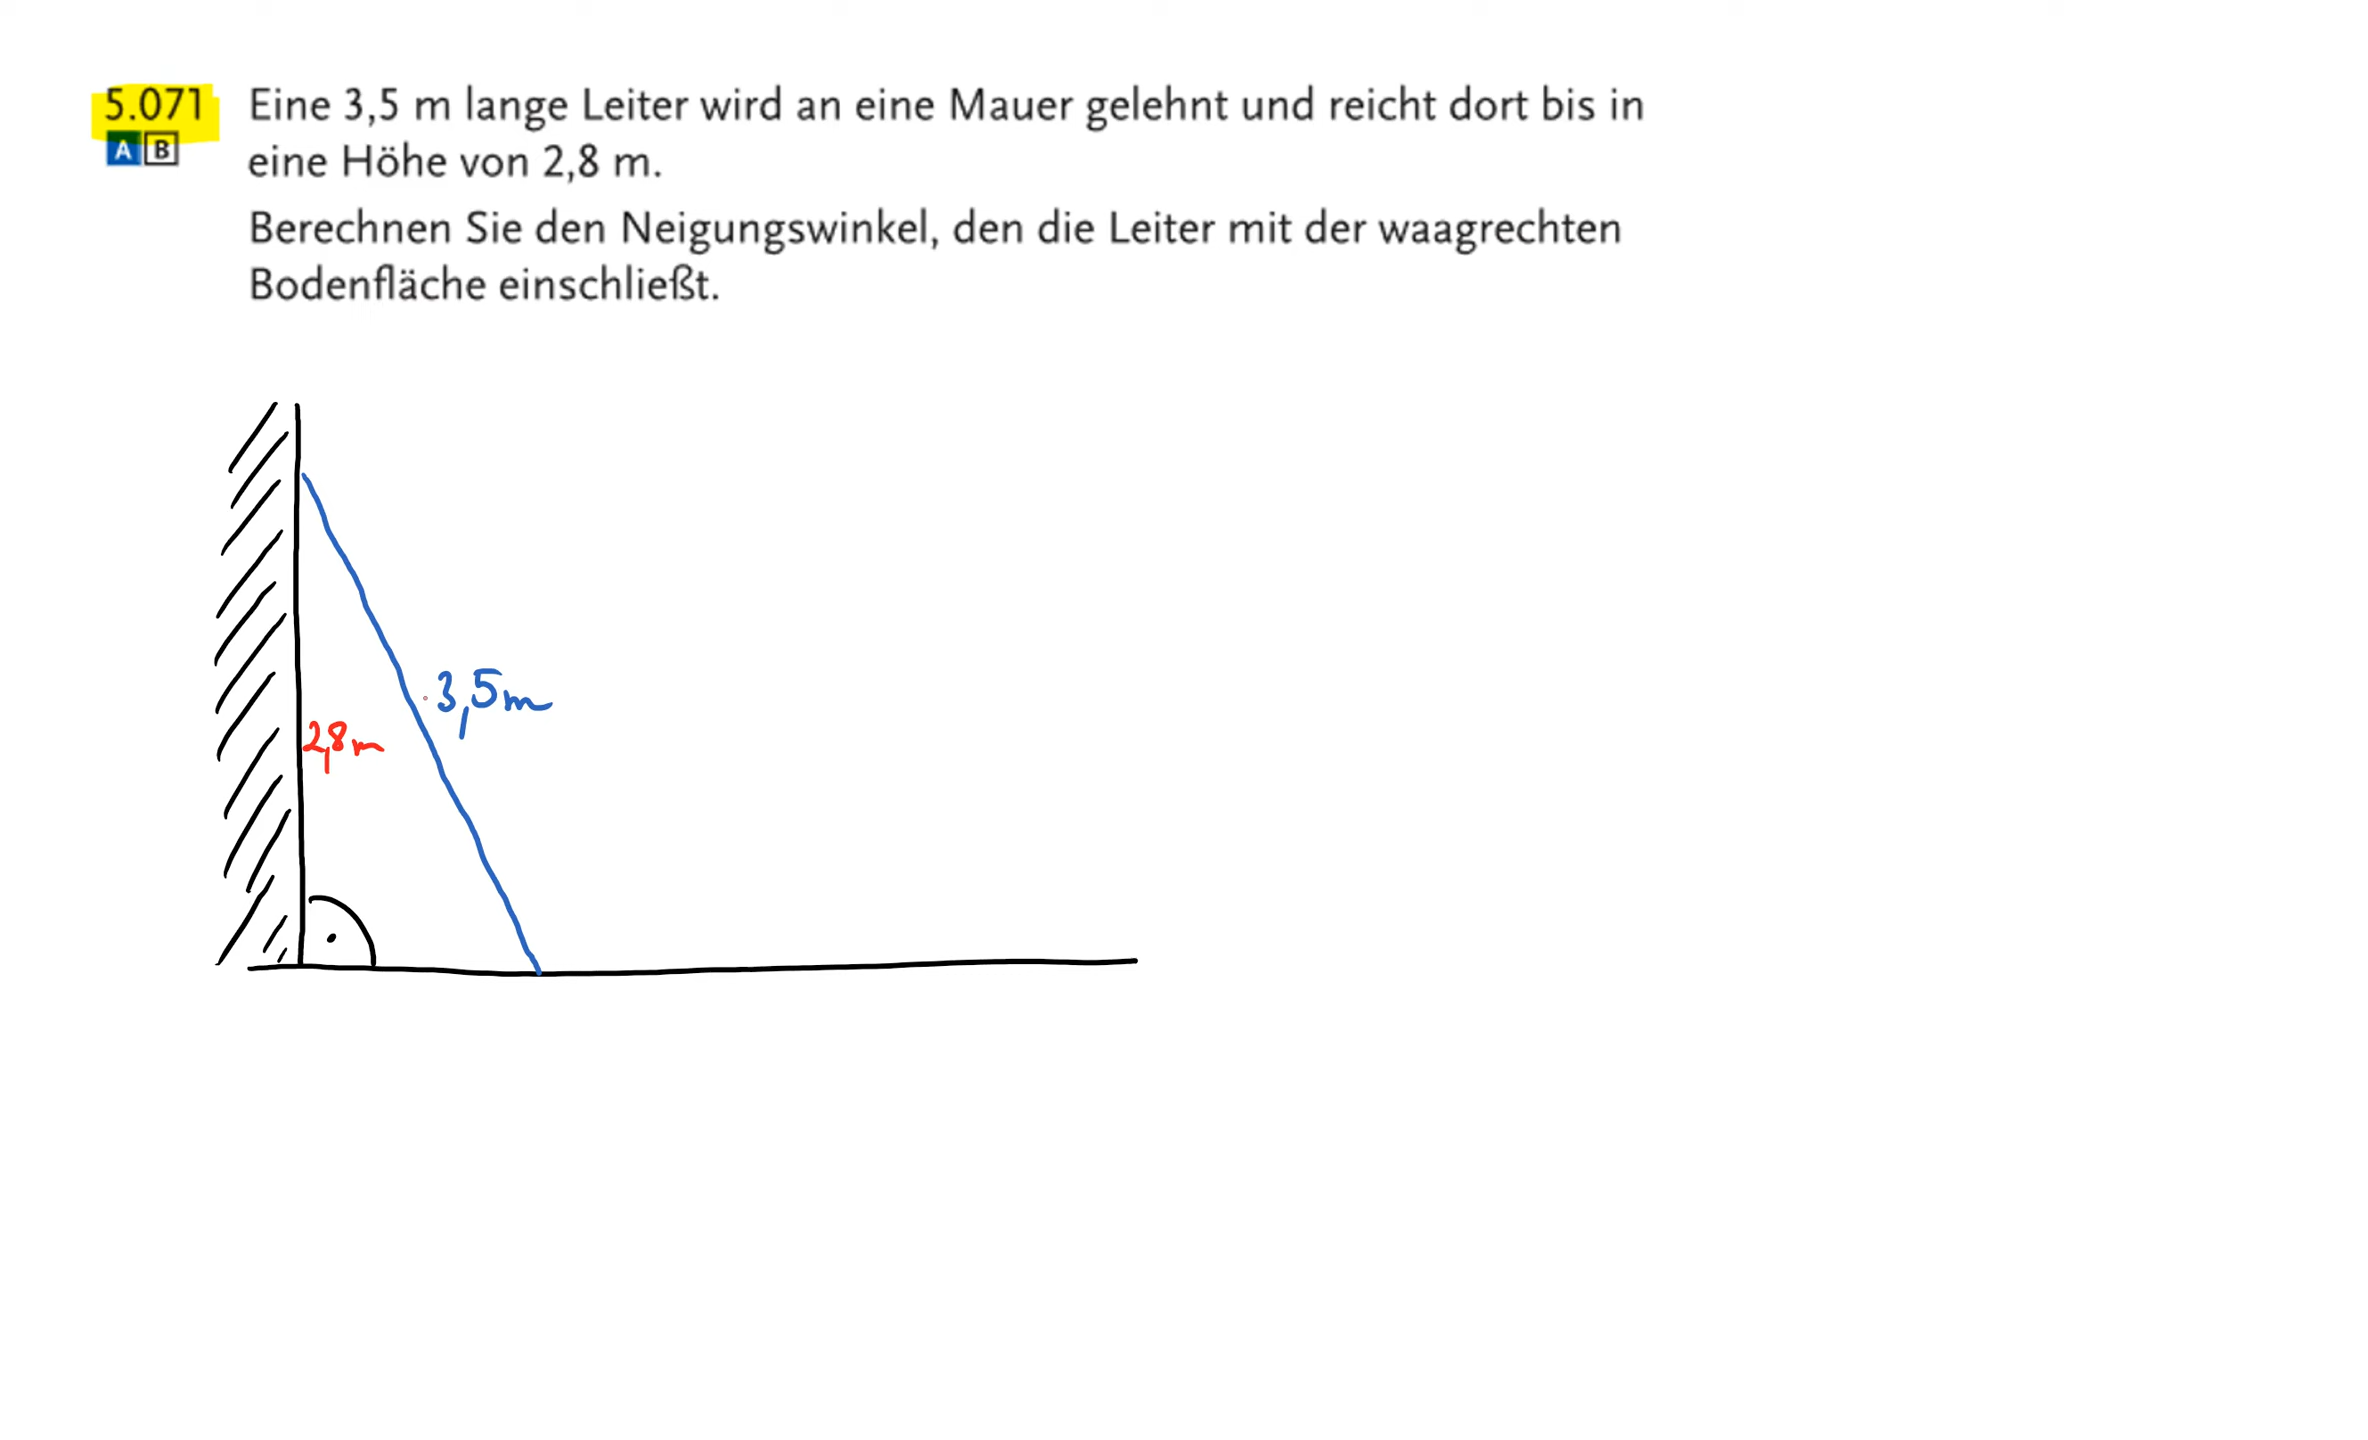 5.071 Eine 3,5 m lange Leiter wird an eine Mauer gelehnt und reicht dort bis in
A B eine Höhe von 2,8 m.
Berechnen Sie den Neigungswinkel, den die Leiter mit der waagrechten
Bodenfläche einschließt.
3,5m
2,8m